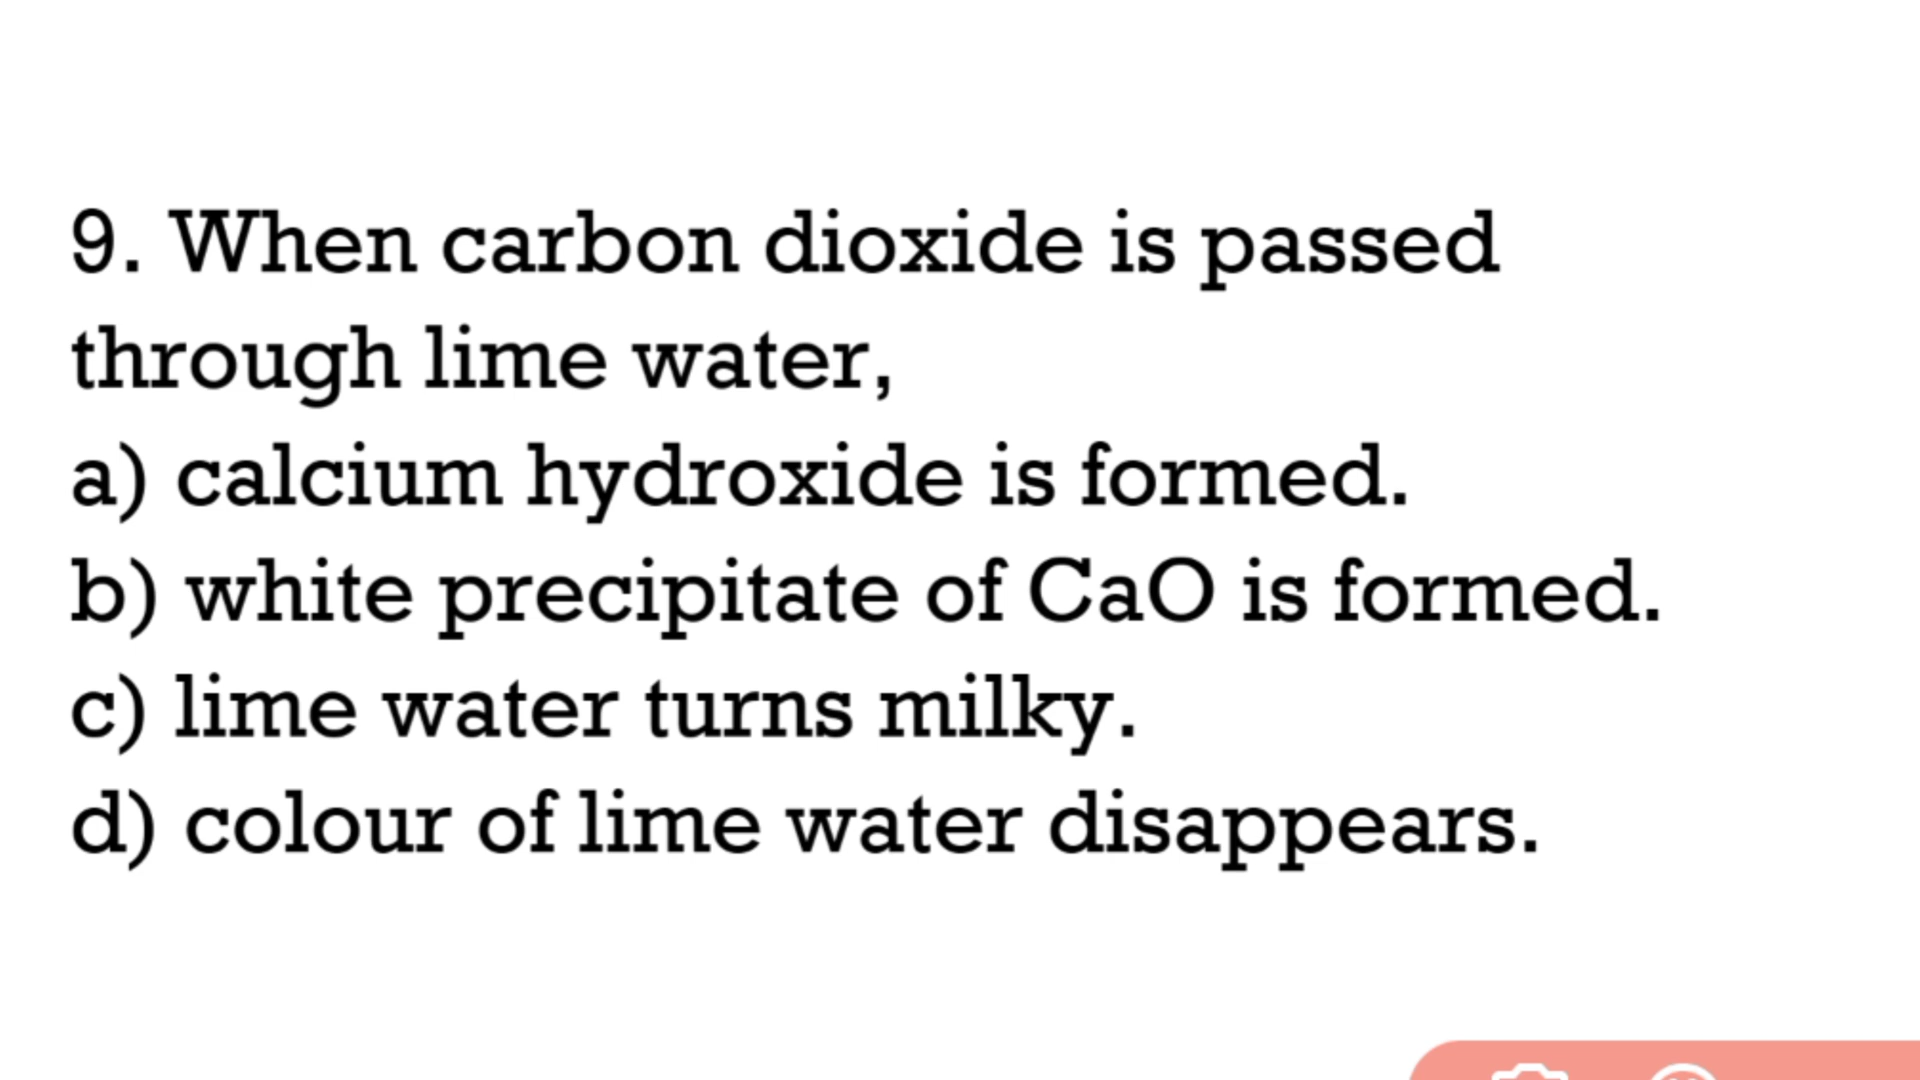 9. When carbon dioxide is passed
through lime water,
a) calcium hydroxide is formed.
b) white precipitate of CaO is formed.
c) lime water turns milky.
d) colour of lime water disappears.